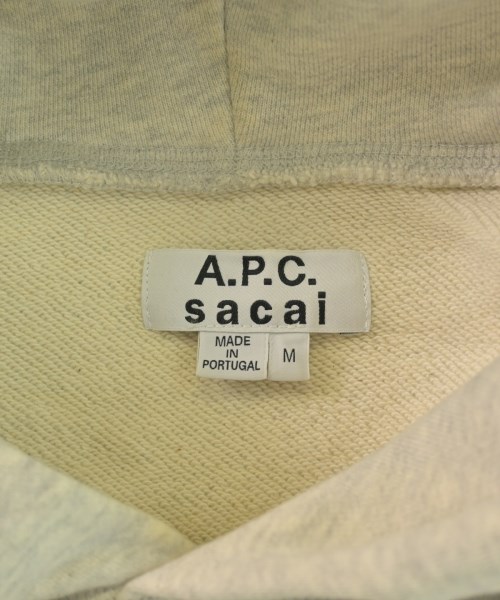 A.P.C.
sacai
MADE
IN
PORTUGAL
M